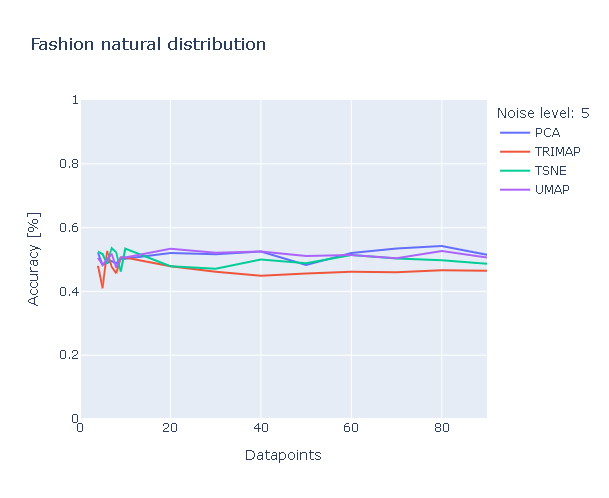 Fashion natural distribution
Noise level: 5
PCA
TRIMAP
TSNE
UMAP
Accuracy [%]
1
0.8
0.6
0.4
0.2
0
0 20 40 60 80
Datapoints